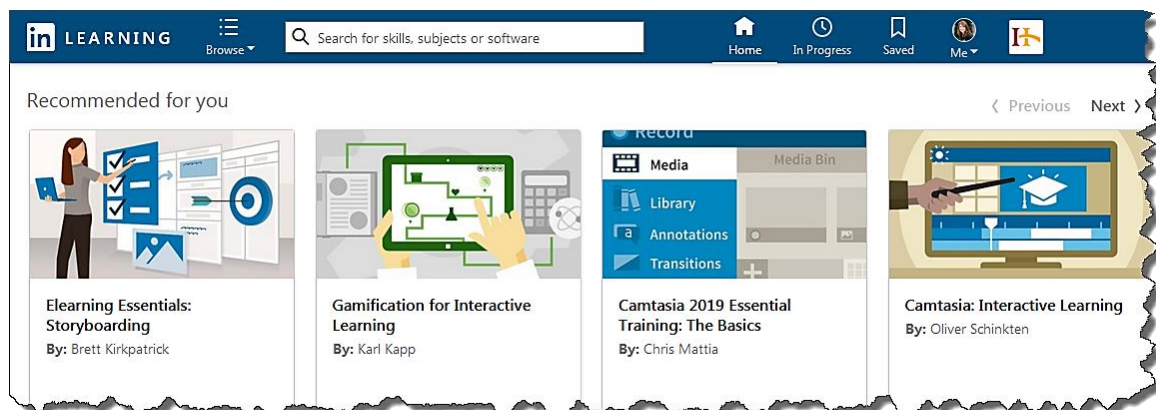 in LEARNING
Browse
Search for skills, subjects or software
Home
In Progress
Saved
Me
Recommended for you
Previous
Next
Elearning Essentials:
Storyboarding
By: Brett Kirkpatrick
Gamification for Interactive
Learning
By: Karl Kapp
Record
Media
Media Bin
Library
a Annotations
Transitions
Camtasia 2019 Essential
Training: The Basics
By: Chris Mattia
Camtasia: Interactive Learning
By: Oliver Schinkten